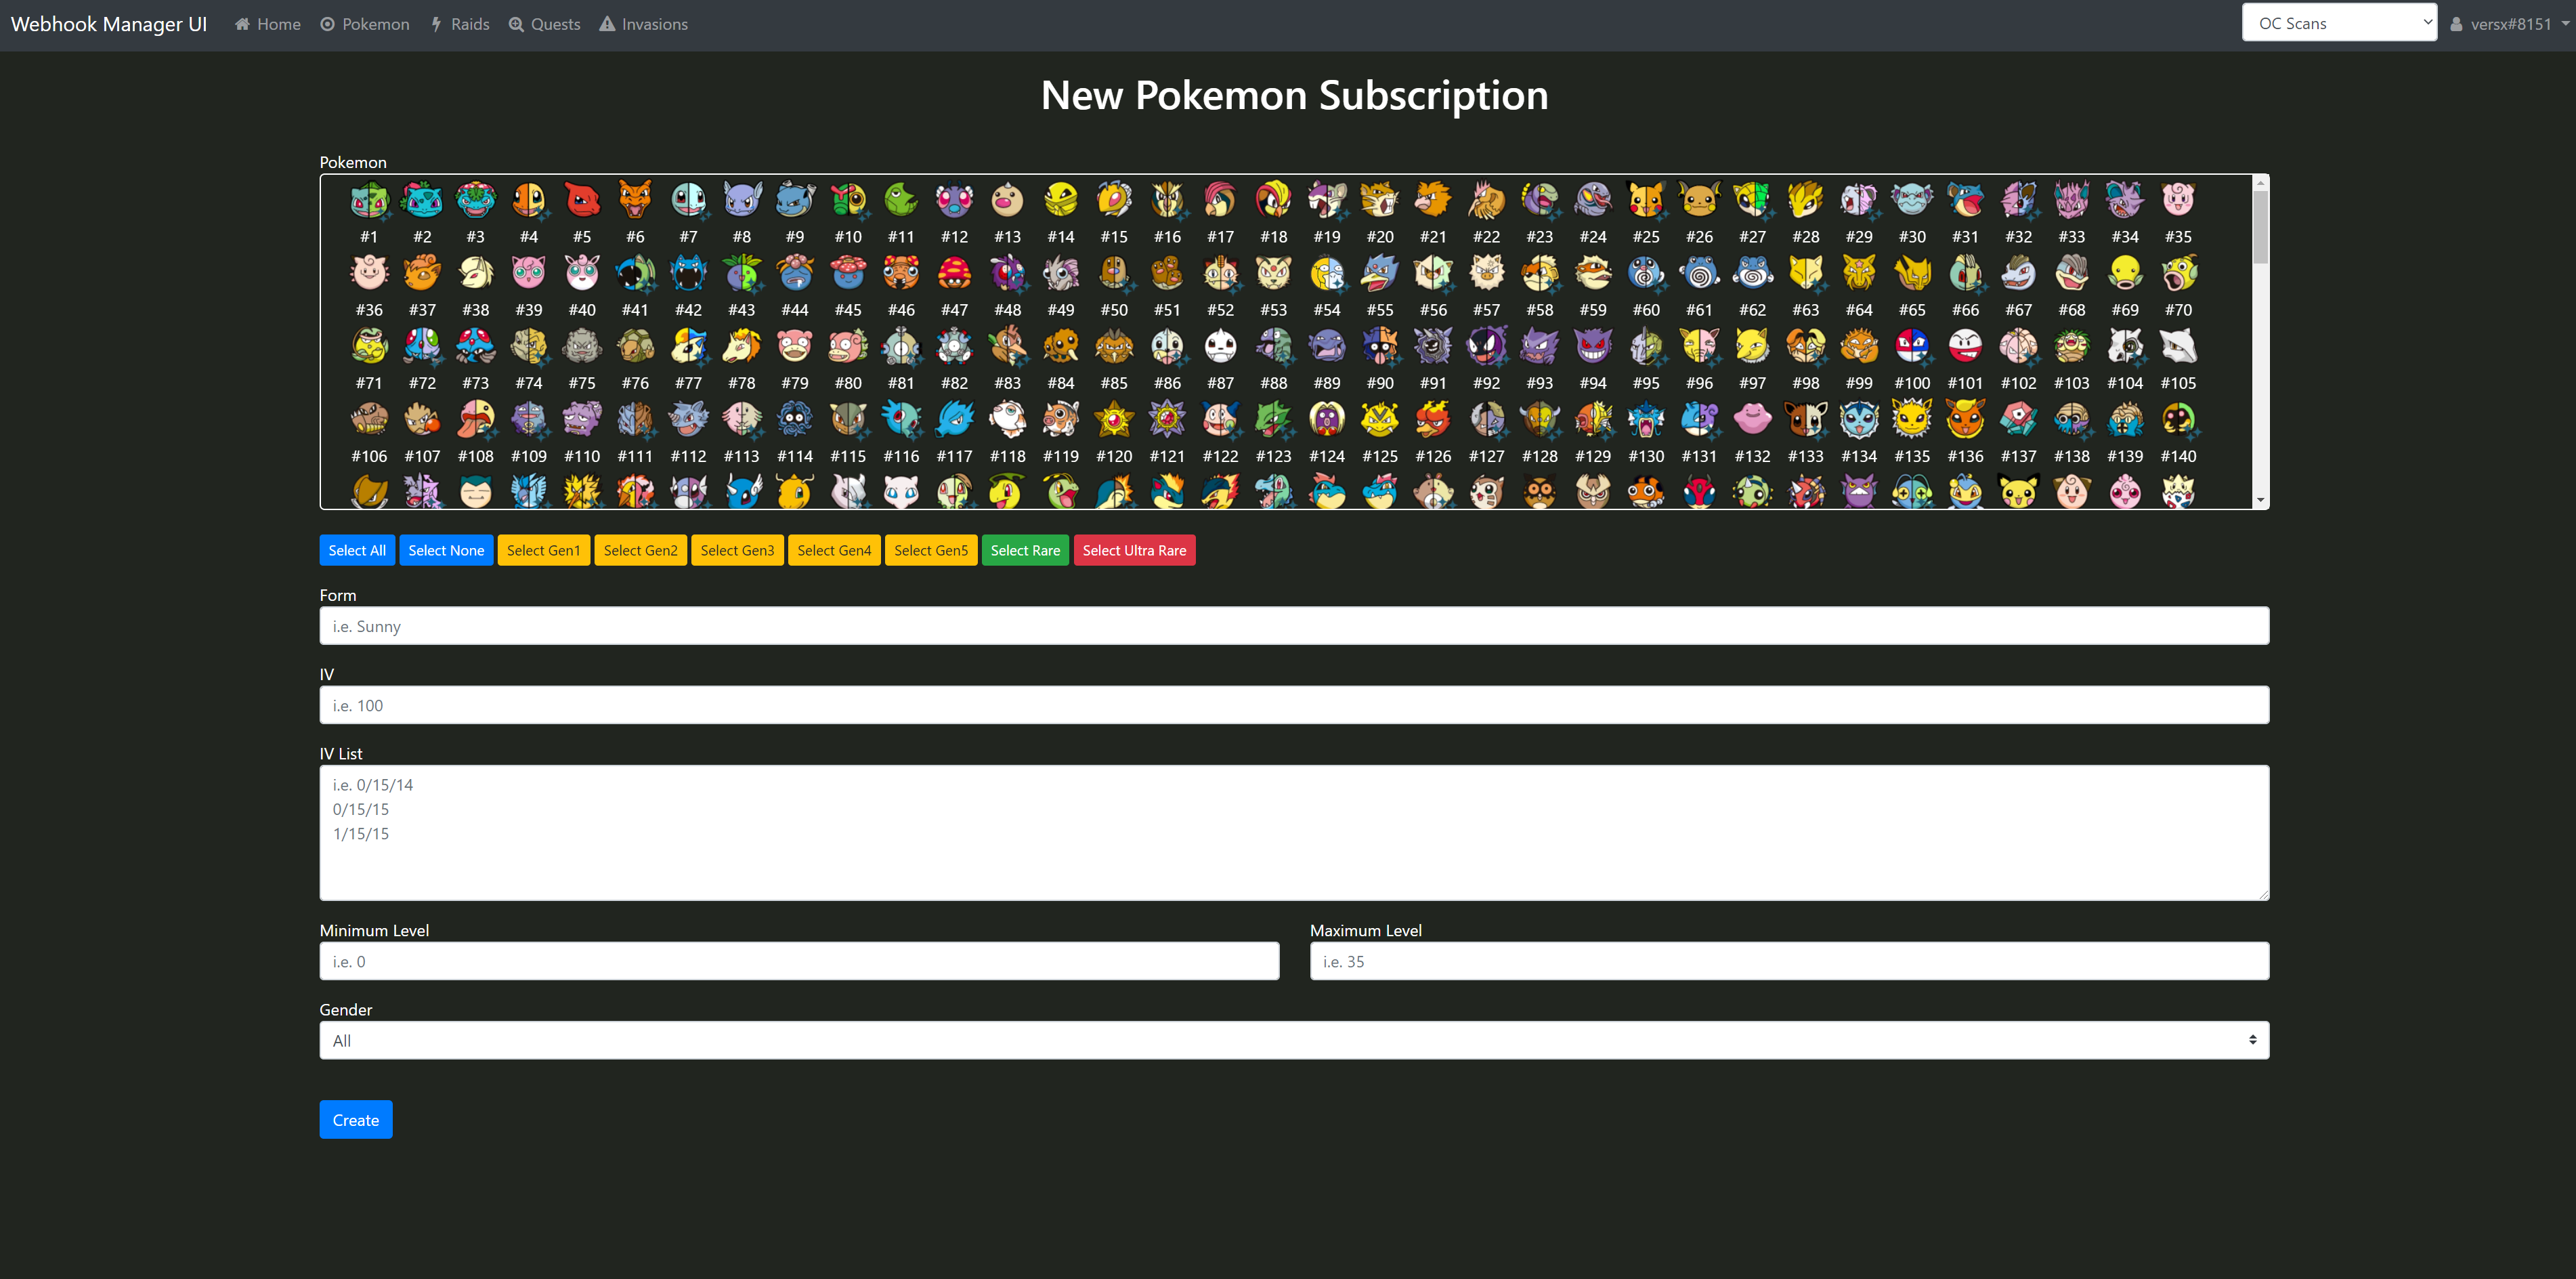 Webhook Manager UI Home Pokemon Raids Quests Invasions OC Scans versx#8151
New Pokemon Subscription
Pokemon
#1 #2 #3 #4 #5 #6 #7 #8 #9 #10 #11 #12 #13 #14 #15 #16 #17 #18 #19 #20 #21 #22 #23 #24 #25 #26 #27 #28 #29 #30 #31 #32 #33 #34 #35
#36 #37 #38 #39 #40 #41 #42 #43 #44 #45 #46 #47 #48 #49 #50 #51 #52 #53 #54 #55 #56 #57 #58 #59 #60 #61 #62 #63 #64 #65 #66 #67 #68 #69 #70
#71 #72 #73 #74 #75 #76 #77 #78 #79 #80 #81 #82 #83 #84 #85 #86 #87 #88 #89 #90 #91 #92 #93 #94 #95 #96 #97 #98 #99 #100 #101 #102 #103 #104 #105
#106 #107 #108 #109 #110 #111 #112 #113 #114 #115 #116 #117 #118 #119 #120 #121 #122 #123 #124 #125 #126 #127 #128 #129 #130 #131 #132 #133 #134 #135 #136 #137 #138 #139 #140
Select All Select None Select Gen1 Select Gen2 Select Gen3 Select Gen4 Select Gen5 Select Rare Select Ultra Rare
Form
i.e. Sunny
IV
i.e. 100
IV List
i.e. 0/15/14
0/15/15
1/15/15
Minimum Level Maximum Level
i.e. 0 i.e. 35
Gender
All
Create